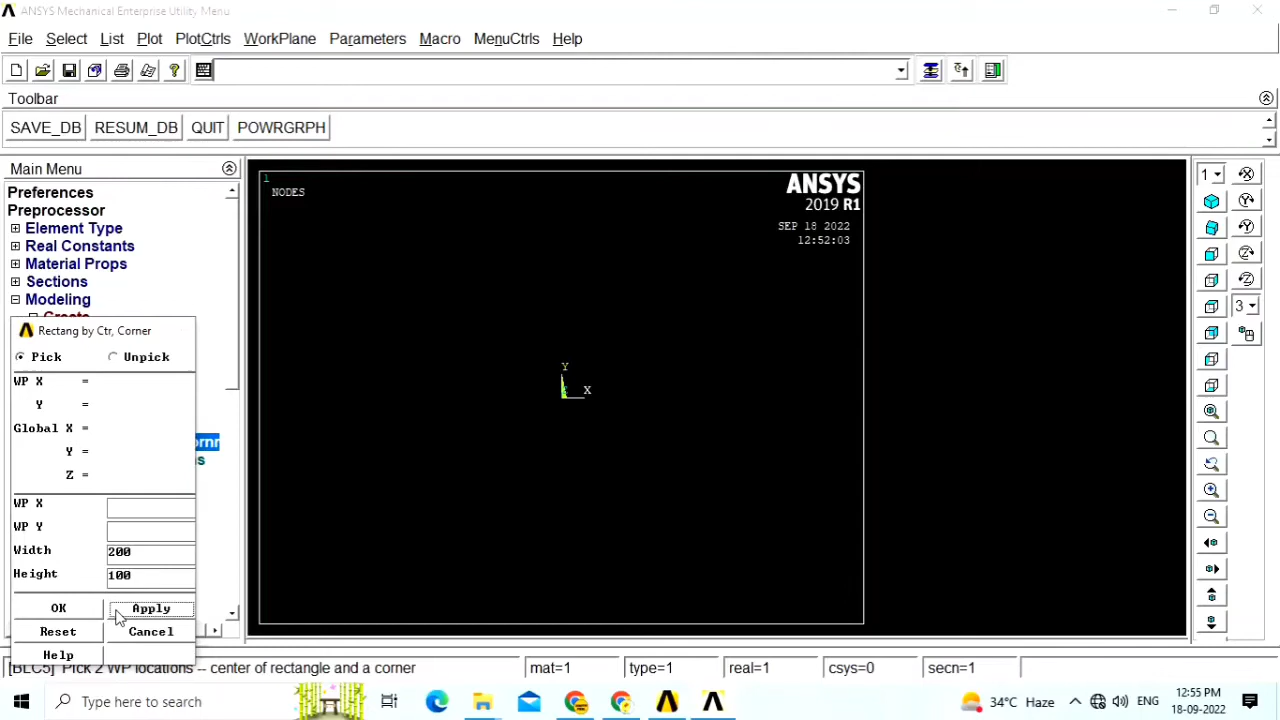 ANSYS Mechanical Enterprise Utility Menu
File Select List Plot PlotCtrls WorkPlane Parameters Macro MenuCtrls Help
Toolbar
SAVE_DB RESUM_DB QUIT POWRGRPH
Main Menu
Preferences
Preprocessor
Element Type
Real Constants
Material Props
Sections
Modeling
Create
Rectang by Ctr, Corner
Pick Unpick
WP X =
Y =
Global X =
Y =
Z =
WP X
WP Y
Width 200
Height 100
OK Apply
Reset Cancel
Help
1
NODES
ANSYS
2019 R1
SEP 18 2022
12:52:03
Y
X
1
3
[BLC5] Pick 2 WP locations -- center of rectangle and a corner
mat=1
type=1
real=1
csys=0
secn=1
Type here to search
34°C Haze
ENG
12:55 PM
18-09-2022